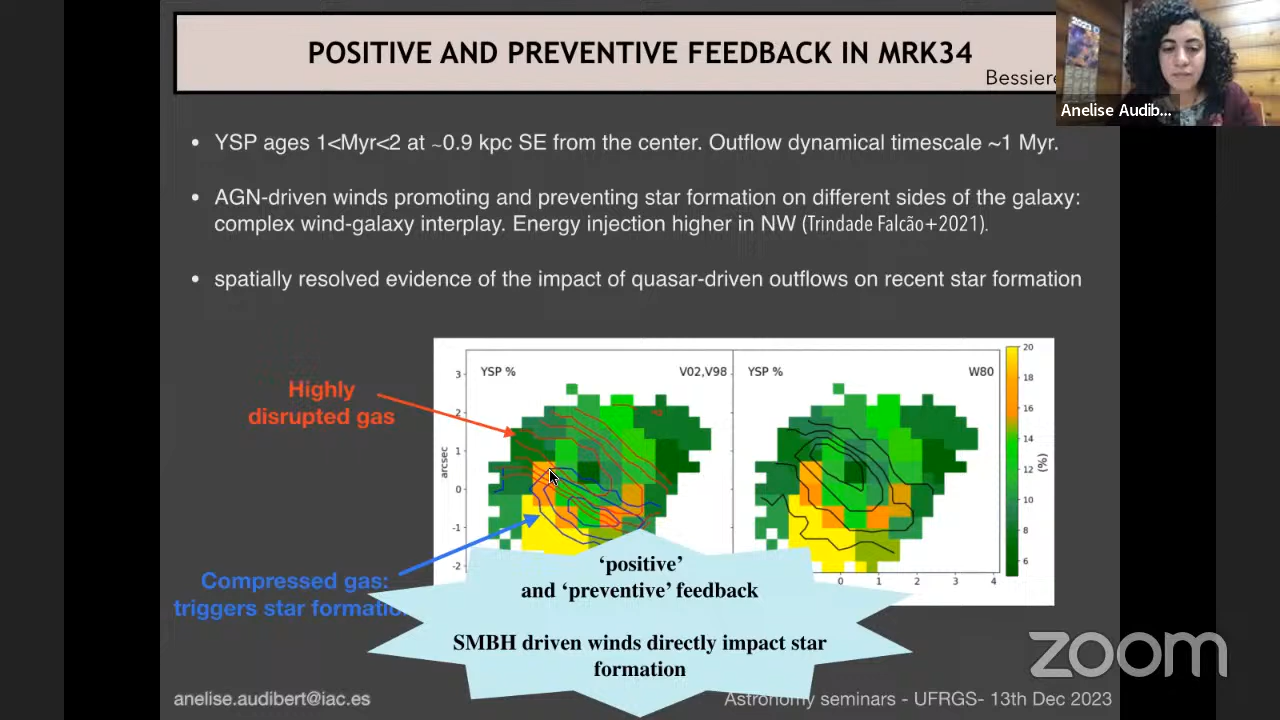 POSITIVE AND PREVENTIVE FEEDBACK IN MRK34
Bessiere
2023
Anelise Audib...
• YSP ages 1<Myr<2 at ~0.9 kpc SE from the center. Outflow dynamical timescale ~1 Myr.
• AGN-driven winds promoting and preventing star formation on different sides of the galaxy:
complex wind-galaxy interplay. Energy injection higher in NW (Trindade Falcão+2021).
• spatially resolved evidence of the impact of quasar-driven outflows on recent star formation
Highly
disrupted gas
Compressed gas:
triggers star formatio
YSP % V02,V98 YSP % W80
arcsec
3
2
1
0
-1
-2
0 1 2 3 4
20
18
16
14
12
10
8
6
(%)
'positive'
and 'preventive' feedback
SMBH driven winds directly impact star
formation
zoom
anelise.audibert@iac.es
Astronomy seminars - UFRGS- 13th Dec 2023